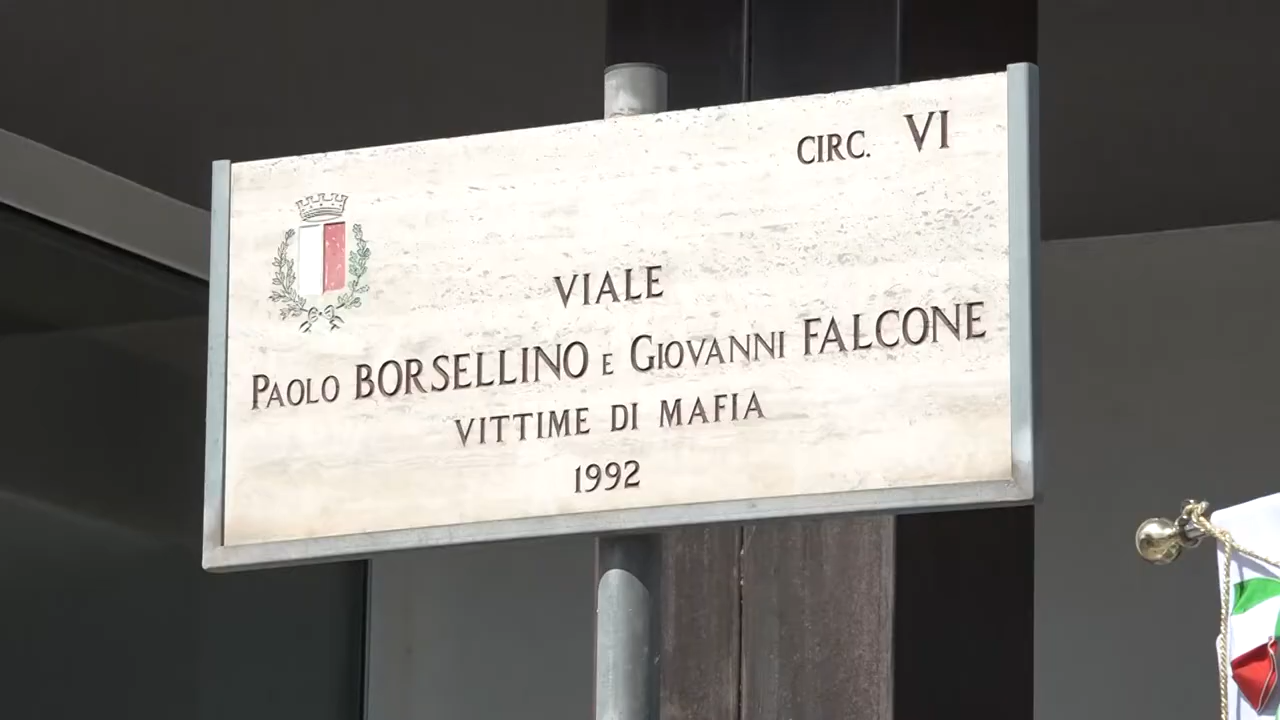 CIRC. VI
VIALE
PAOLO BORSELLINO E GIOVANNI FALCONE
VITTIME DI MAFIA
1992